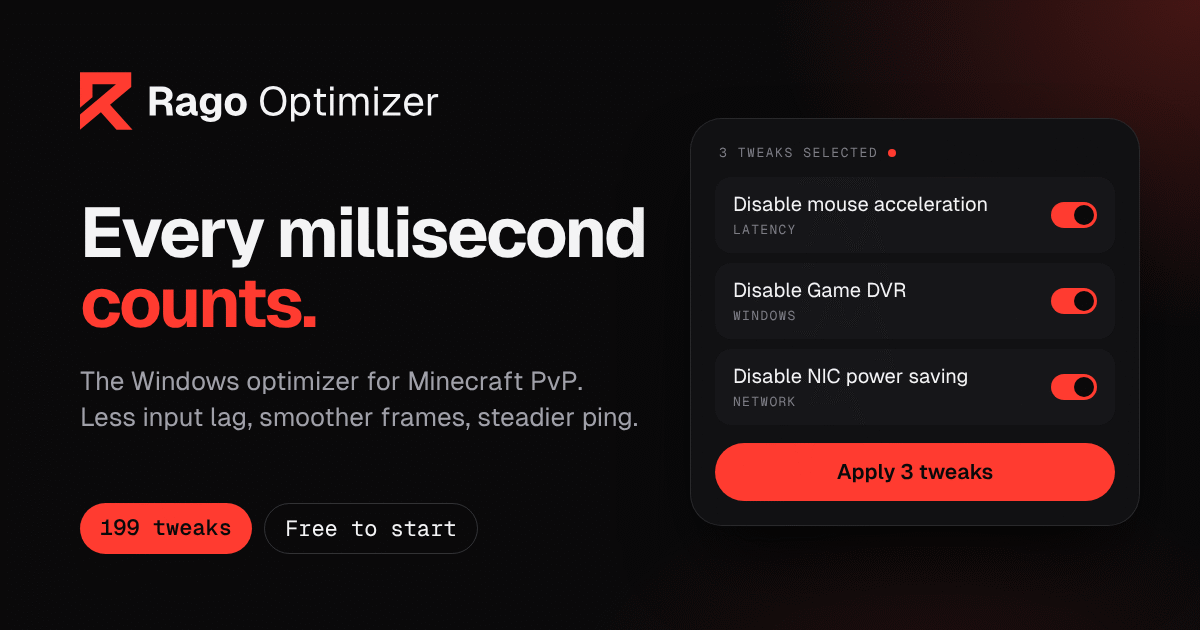 Rago Optimizer
Every millisecond
counts.
The Windows optimizer for Minecraft PvP.
Less input lag, smoother frames, steadier ping.
199 tweaks
Free to start
3 TWEAKS SELECTED
Disable mouse acceleration
LATENCY
Disable Game DVR
WINDOWS
Disable NIC power saving
NETWORK
Apply 3 tweaks